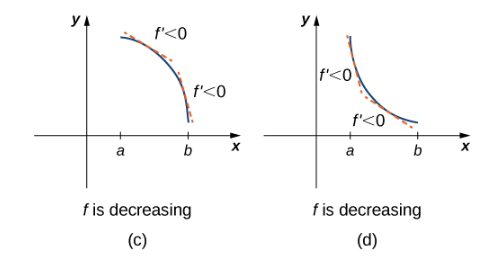 y
f'<0
f'<0
a
b
x
f is decreasing
(c)
y
f'<0
f'<0
a
b
x
f is decreasing
(d)